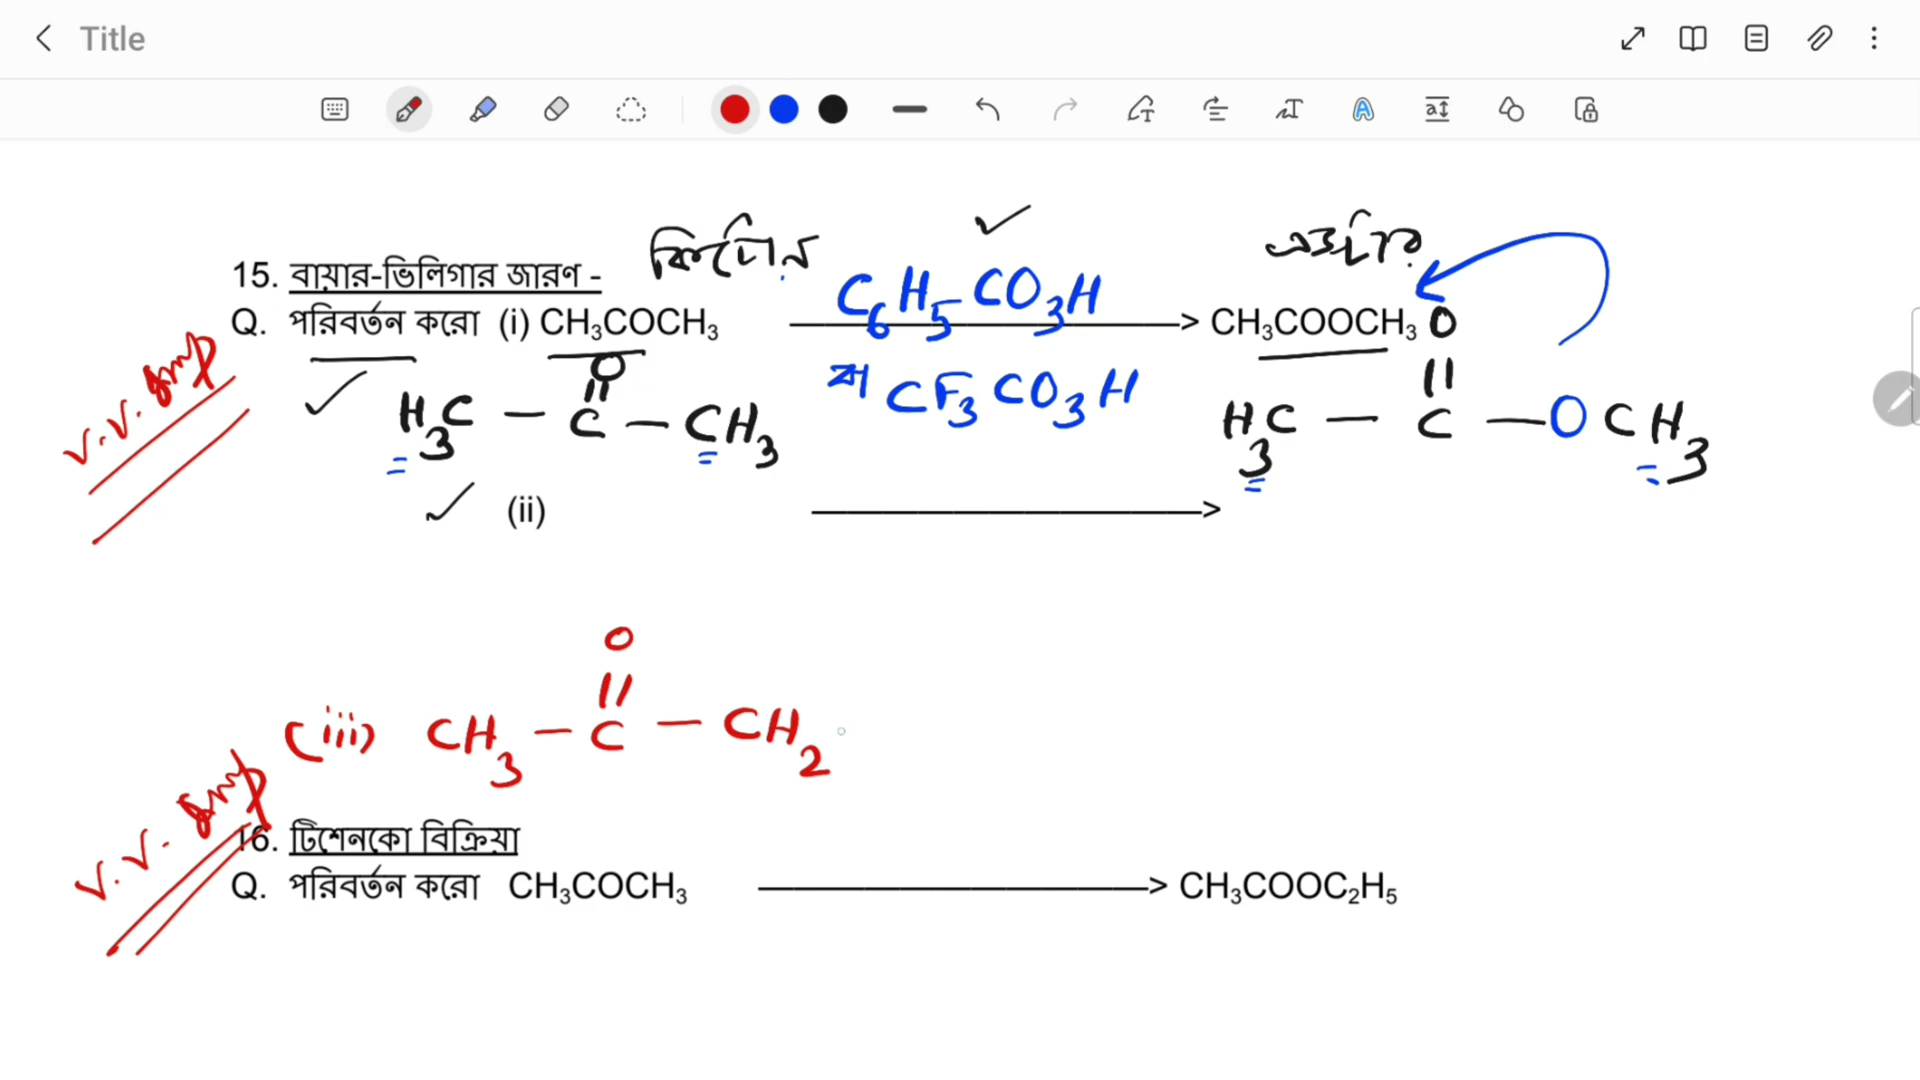 Title
কিটোন
এস্টার
15. বায়ার-ভিলিগার জারণ -
C₆H₅CO₃H
Q. পরিবর্তন করো (i) CH₃COCH₃ ————————————> CH₃COOCH₃
V.V. Imp
বা CF₃CO₃H
H₃C — C — CH₃
O
||
H₃C — C — OCH₃
O
||
(ii) ————————————>
O
||
(iii) CH₃ — C — CH₂
V.V. Imp
16. টিশেনকো বিক্রিয়া
Q. পরিবর্তন করো CH₃COCH₃ ————————————> CH₃COOC₂H₅